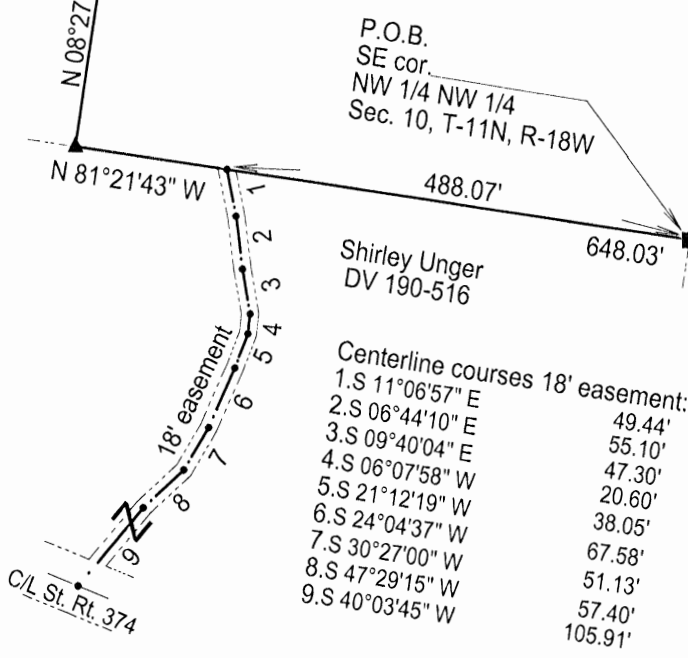 N 08°27
P.O.B.
SE cor.
NW 1/4 NW 1/4
Sec. 10, T-11N, R-18W
N 81°21'43" W
488.07'
648.03'
Shirley Unger
DV 190-516
1
2
3
4
5
6
7
8
9
18' easement
C/L St. Rt. 374
Centerline courses 18' easement:
1.S 11°06'57" E 49.44'
2.S 06°44'10" E 55.10'
3.S 09°40'04" E 47.30'
4.S 06°07'58" W 20.60'
5.S 21°12'19" W 38.05'
6.S 24°04'37" W 67.58'
7.S 30°27'00" W 51.13'
8.S 47°29'15" W 57.40'
9.S 40°03'45" W 105.91'